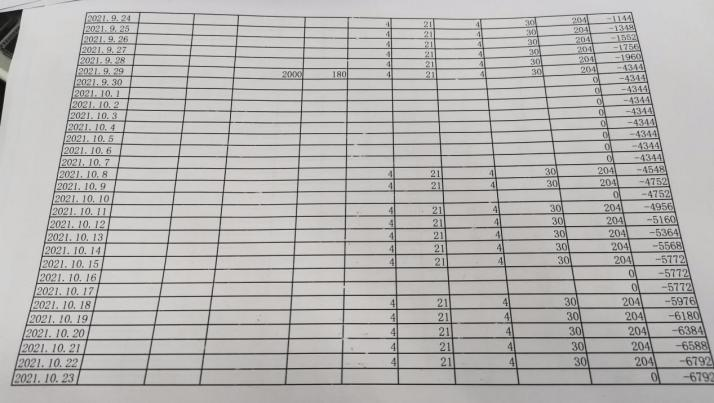 2021. 9. 24 4 21 4 30 204 -1144
2021. 9. 25 4 21 4 30 204 -1348
2021. 9. 26 4 21 4 30 204 -1552
2021. 9. 27 4 21 4 30 204 -1756
2021. 9. 28 4 21 4 30 204 -1960
2021. 9. 29 2000 180 4 21 4 30 204 -4344
2021. 9. 30 0 -4344
2021. 10. 1 0 -4344
2021. 10. 2 0 -4344
2021. 10. 3 0 -4344
2021. 10. 4 0 -4344
2021. 10. 5 0 -4344
2021. 10. 6 0 -4344
2021. 10. 7 0 -4344
2021. 10. 8 4 21 4 30 204 -4548
2021. 10. 9 4 21 4 30 204 -4752
2021. 10. 10 0 -4752
2021. 10. 11 4 21 4 30 204 -4956
2021. 10. 12 4 21 4 30 204 -5160
2021. 10. 13 4 21 4 30 204 -5364
2021. 10. 14 4 21 4 30 204 -5568
2021. 10. 15 4 21 4 30 204 -5772
2021. 10. 16 0 -5772
2021. 10. 17 0 -5772
2021. 10. 18 4 21 4 30 204 -5976
2021. 10. 19 4 21 4 30 204 -6180
2021. 10. 20 4 21 4 30 204 -6384
2021. 10. 21 4 21 4 30 204 -6588
2021. 10. 22 4 21 4 30 204 -6792
2021. 10. 23 0 -6792